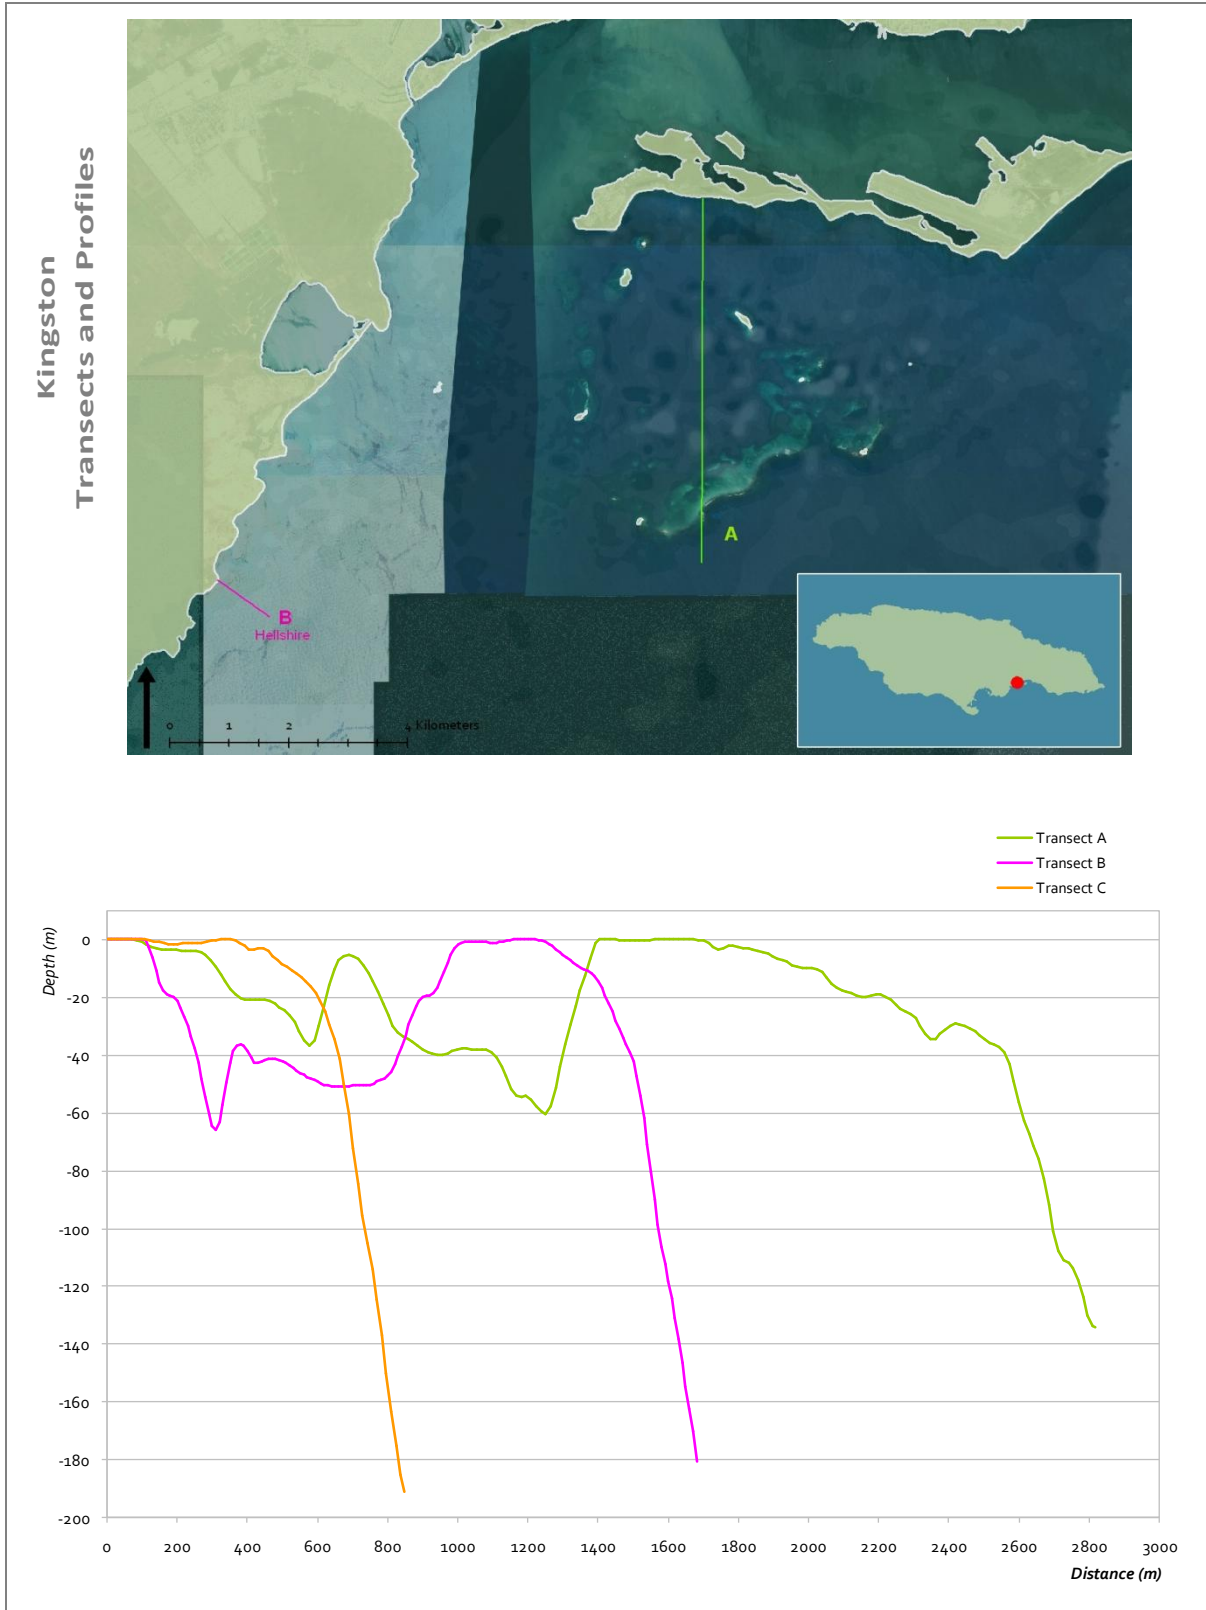 Kingston
Transects and Profiles
A
B
Hellshire
0 1 2 4 Kilometers
Transect A
Transect B
Transect C
Depth (m)
0
-20
-40
-60
-80
-100
-120
-140
-160
-180
-200
0 200 400 600 800 1000 1200 1400 1600 1800 2000 2200 2400 2600 2800 3000
Distance (m)